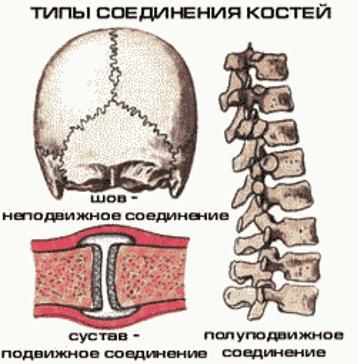 ТИПЫ СОЕДИНЕНИЯ КОСТЕЙ
шов -
неподвижное соединение
сустав -
подвижное соединение
полуподвижное
соединение